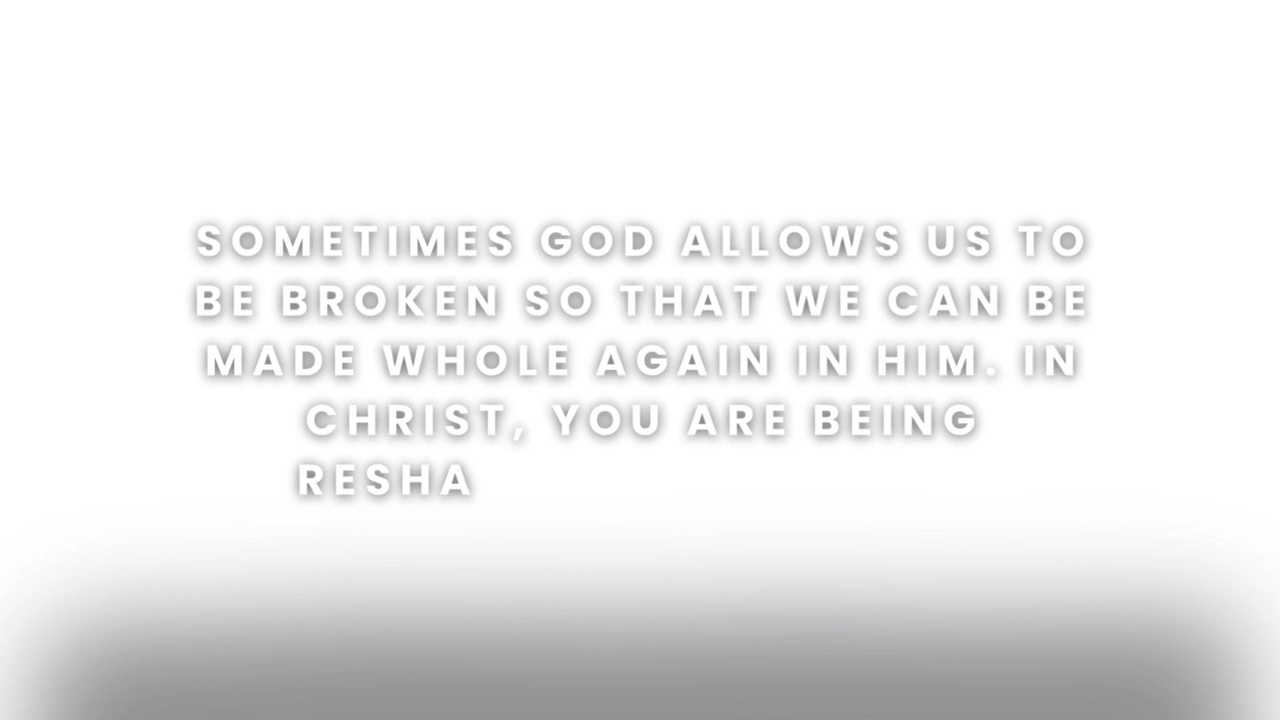 SOMETIMES GOD ALLOWS US TO
BE BROKEN SO THAT WE CAN BE
MADE WHOLE AGAIN IN HIM. IN
CHRIST, YOU ARE BEING
RESHA